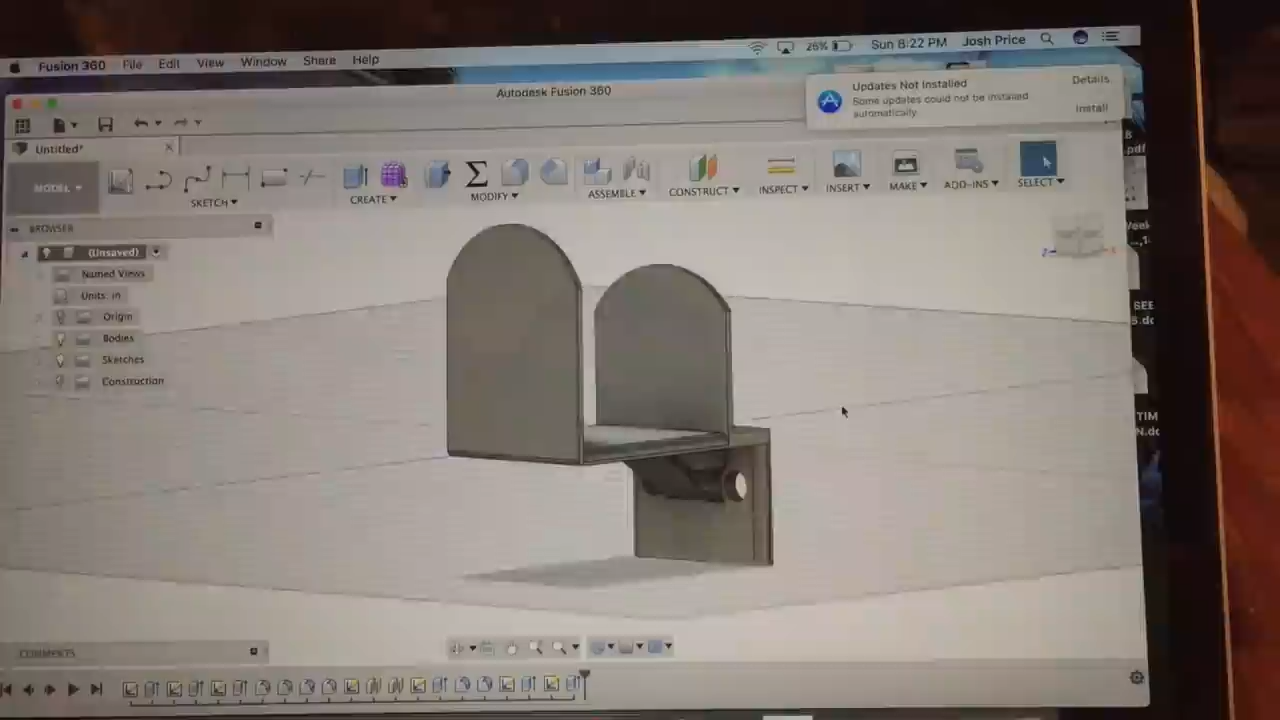 Fusion 360 File Edit View Window Share Help 26% Sun 8:22 PM Josh Price
Autodesk Fusion 360
Updates Not Installed
Some updates could not be installed
automatically.
Details
Install
Untitled*
MODEL
SKETCH
CREATE
MODIFY
ASSEMBLE
CONSTRUCT
INSPECT
INSERT
MAKE
ADD-INS
SELECT
BROWSER
(Unsaved)
Named Views
Units: in
Origin
Bodies
Sketches
Construction
Z
X
8
.pdf
COMMENTS